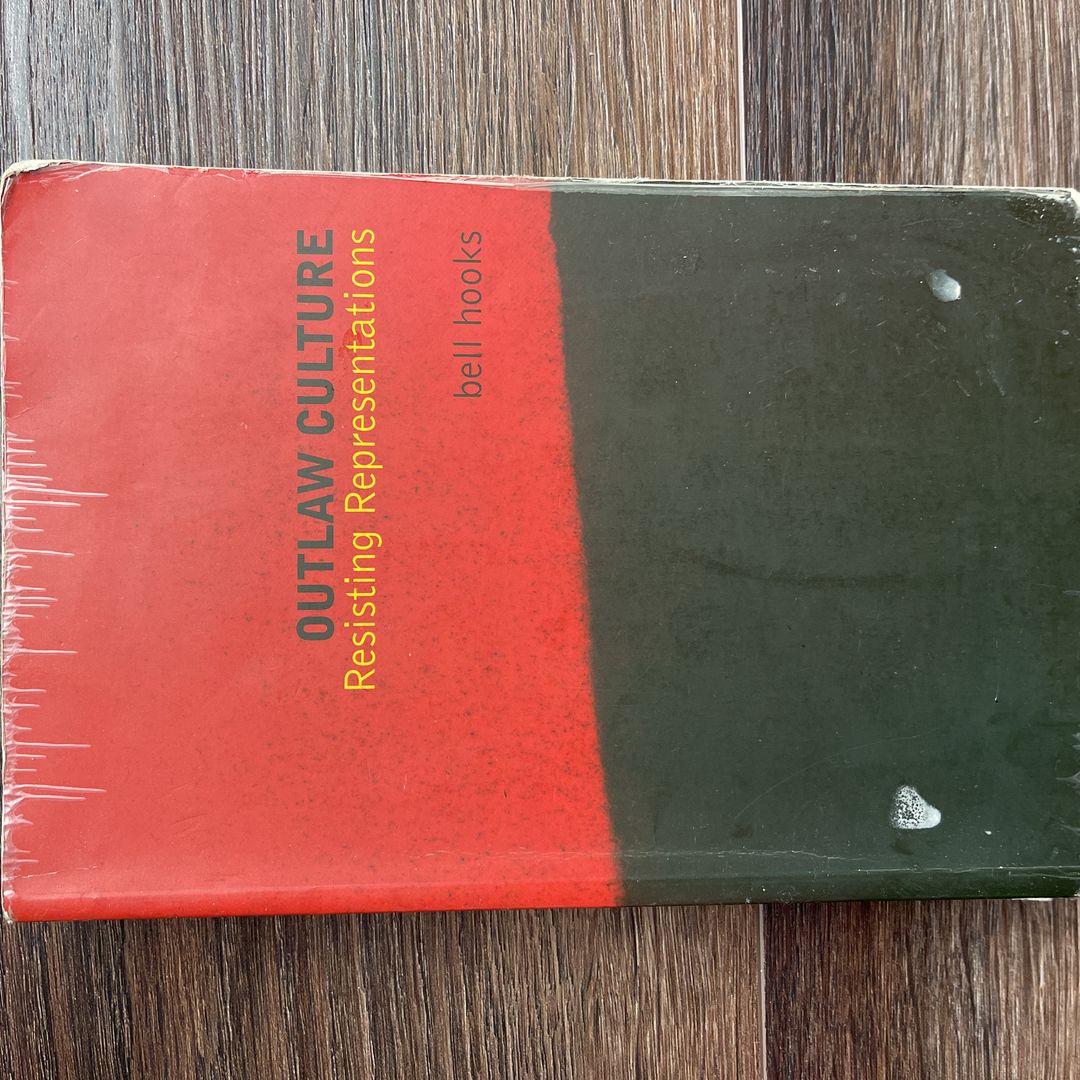 OUTLAW CULTURE
Resisting Representations
bell hooks